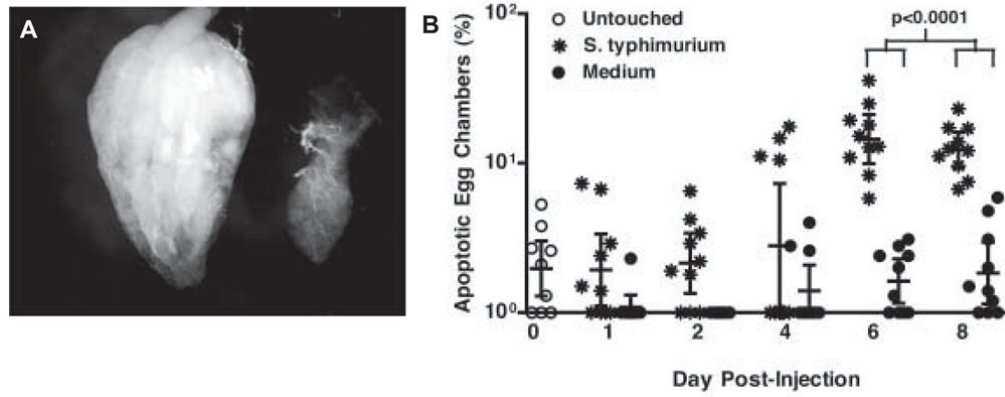 A
B
Apoptotic Egg Chambers (%)
10²
10¹
10⁰
Untouched
S. typhimurium
Medium
p<0.0001
0 1 2 4 6 8
Day Post-Injection